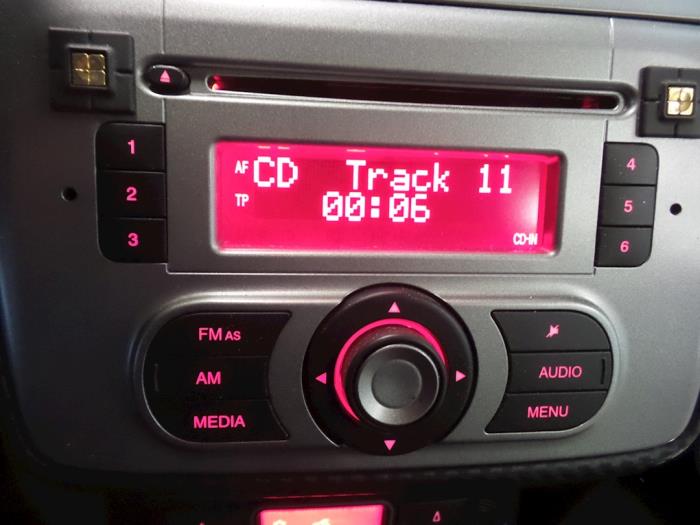 1
2
3
AF CD Track 11
TP 00:06
CD-IN
4
5
6
FM AS
AM
MEDIA
AUDIO
MENU